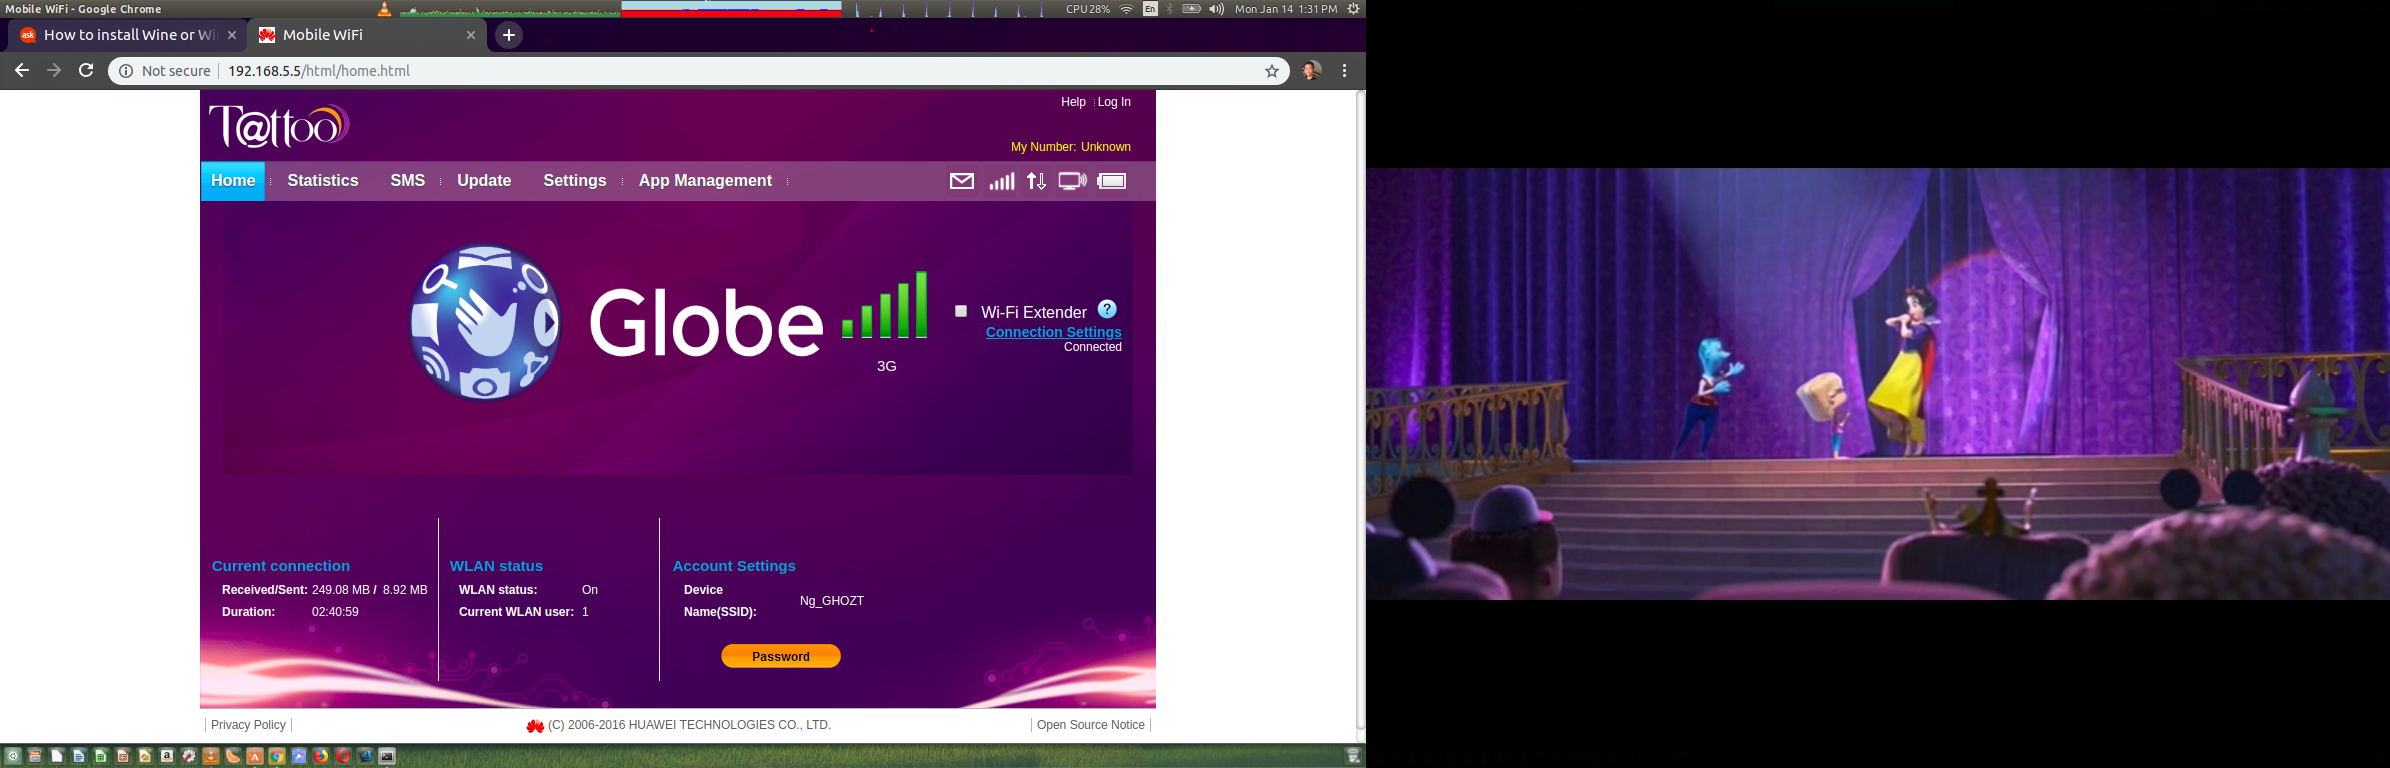 Mobile WiFi - Google Chrome
CPU 28% En Mon Jan 14 1:31 PM
ask How to install Wine or Wi
Mobile WiFi
Not secure 192.168.5.5/html/home.html
T@ttoo
Help Log In
My Number: Unknown
Home Statistics SMS Update Settings App Management
Globe
3G
Wi-Fi Extender ?
Connection Settings
Connected
Current connection
Received/Sent: 249.08 MB / 8.92 MB
Duration: 02:40:59
WLAN status
WLAN status: On
Current WLAN user: 1
Account Settings
Device
Name(SSID):
Ng_GHOZT
Password
Privacy Policy
(C) 2006-2016 HUAWEI TECHNOLOGIES CO., LTD.
Open Source Notice